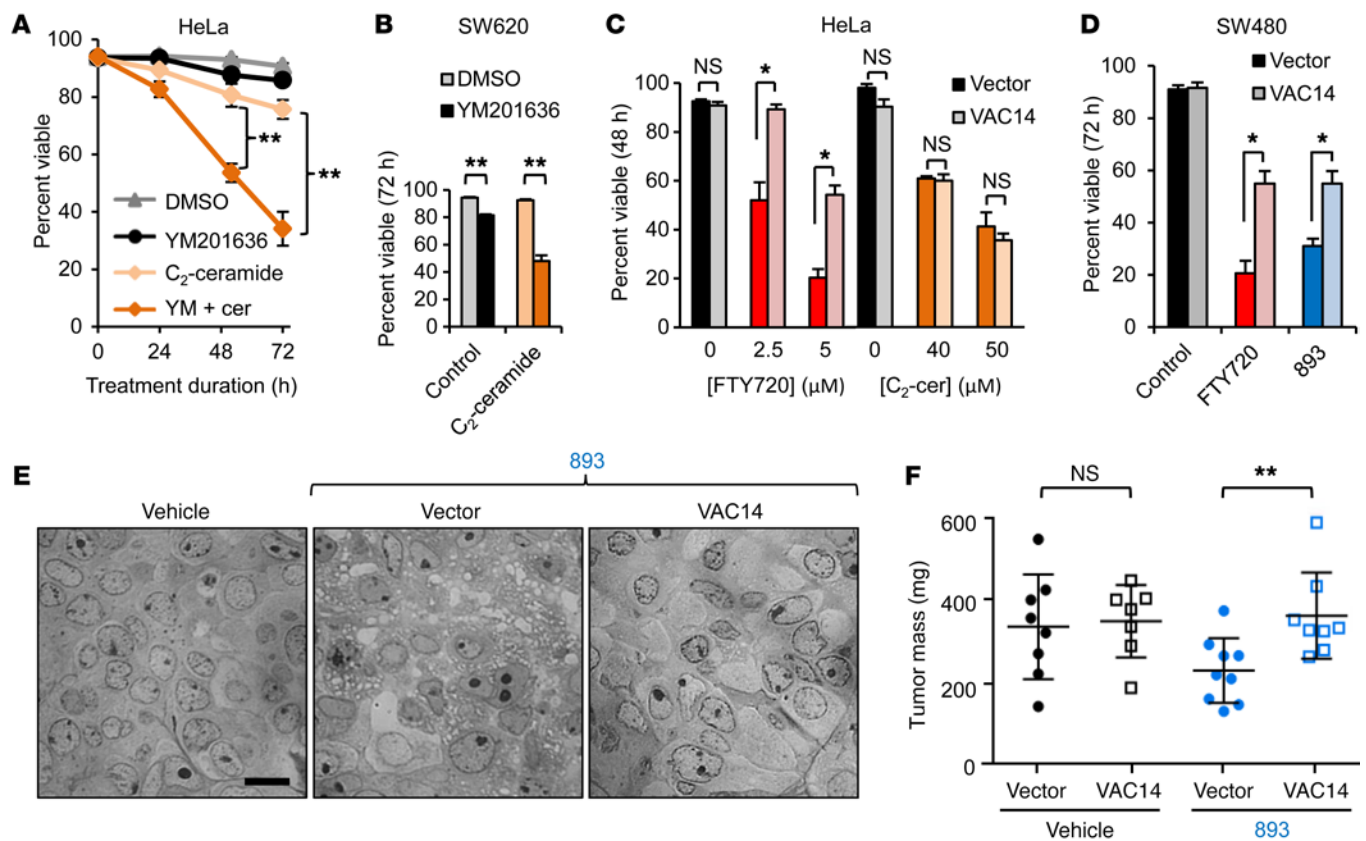 A
HeLa
Percent viable
100
80
60
40
20
0
**
**
DMSO
YM201636
C2-ceramide
YM + cer
0 24 48 72
Treatment duration (h)
B
SW620
DMSO
YM201636
Percent viable (72 h)
100
80
60
40
20
0
** **
Control
C2-ceramide
C
HeLa
Percent viable (48 h)
100
80
60
40
20
0
NS * * NS NS NS
Vector
VAC14
0 2.5 5 0 40 50
[FTY720] (μM) [C2-cer] (μM)
D
SW480
Vector
VAC14
Percent viable (72 h)
100
80
60
40
20
0
* *
Control
FTY720
893
E
893
Vehicle Vector VAC14
F
NS **
Tumor mass (mg)
600
400
200
0
Vector VAC14 Vector VAC14
Vehicle 893